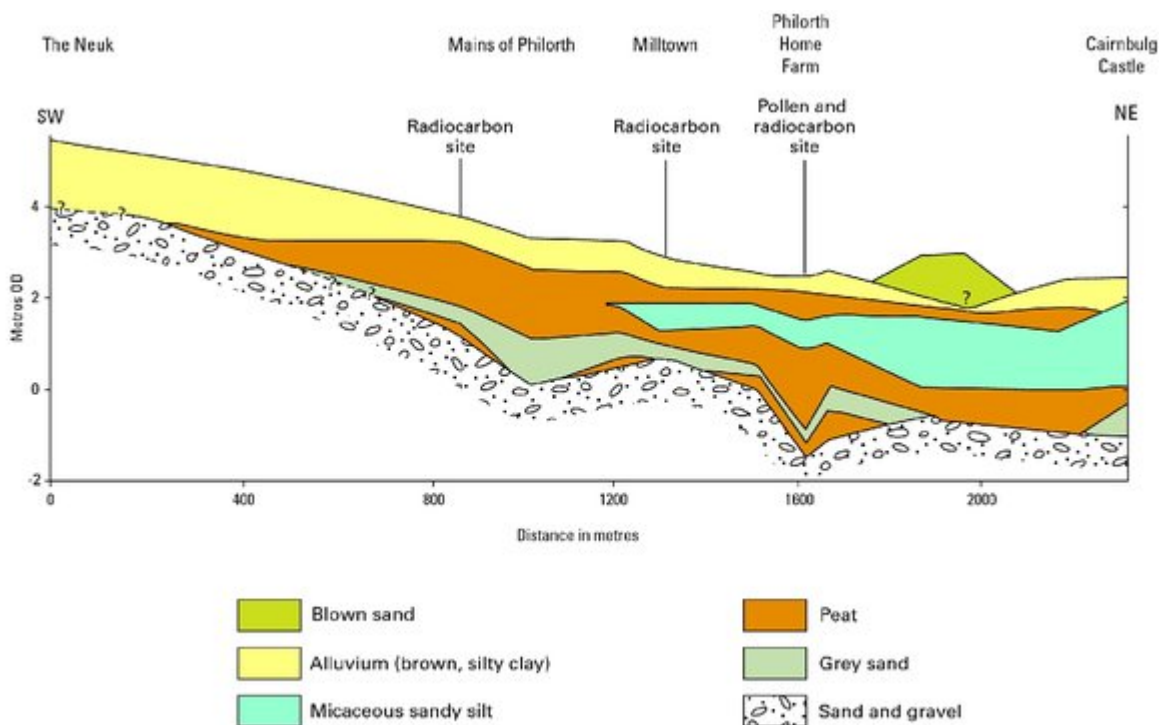 The Neuk
Mains of Philorth
Milltown
Philorth
Home
Farm
Cairnbulg
Castle
SW
Radiocarbon
site
Radiocarbon
site
Pollen and
radiocarbon
site
NE
?
?
?
?
?
4
2
0
-2
Metres OD
0
400
800
1200
1600
2000
Distance in metres
Blown sand
Peat
Alluvium (brown, silty clay)
Grey sand
Micaceous sandy silt
Sand and gravel